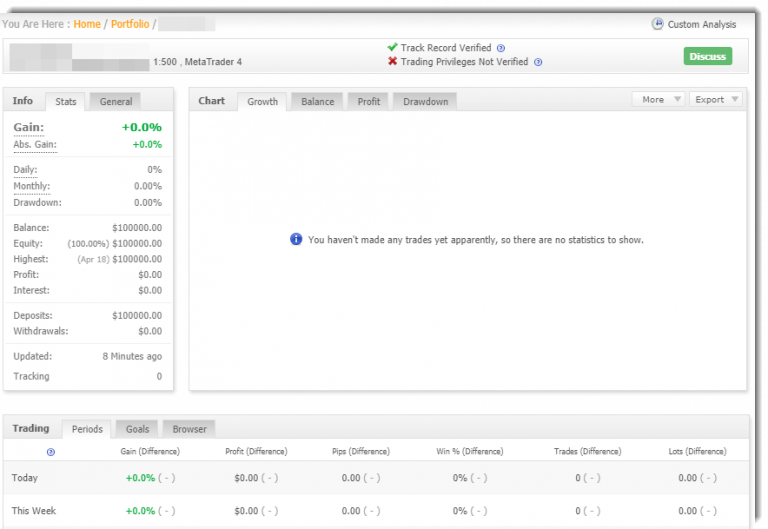 You Are Here : Home / Portfolio /
Custom Analysis
1:500 , MetaTrader 4
Track Record Verified
Trading Privileges Not Verified
Discuss
Info Stats General
Gain: +0.0%
Abs. Gain: +0.0%
Daily: 0%
Monthly: 0.00%
Drawdown: 0.00%
Balance: $100000.00
Equity: (100.00%) $100000.00
Highest: (Apr 18) $100000.00
Profit: $0.00
Interest: $0.00
Deposits: $100000.00
Withdrawals: $0.00
Updated: 8 Minutes ago
Tracking 0
Chart Growth Balance Profit Drawdown More Export
You haven't made any trades yet apparently, so there are no statistics to show.
Trading Periods Goals Browser
Gain (Difference) Profit (Difference) Pips (Difference) Win % (Difference) Trades (Difference) Lots (Difference)
Today +0.0% ( - ) $0.00 ( - ) 0.00 ( - ) 0% ( - ) 0 ( - ) 0.00 ( - )
This Week +0.0% ( - ) $0.00 ( - ) 0.00 ( - ) 0% ( - ) 0 ( - ) 0.00 ( - )